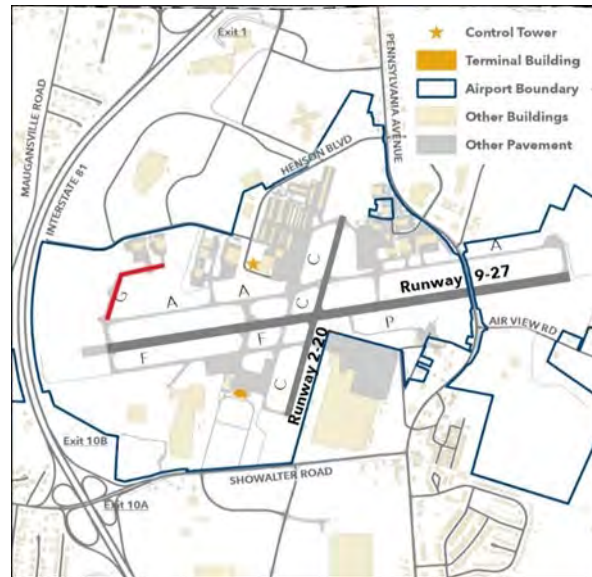 Exit 1
Control Tower
Terminal Building
Airport Boundary
Other Buildings
Other Pavement
PENNSYLVANIA AVENUE
MAUGANSVILLE ROAD
INTERSTATE 81
HENSON BLVD
G
A
A
C
C
A
Runway 9-27
F
F
C
P
AIR VIEW RD
Runway 2-20
Exit 10B
SHOWALTER ROAD
Exit 10A